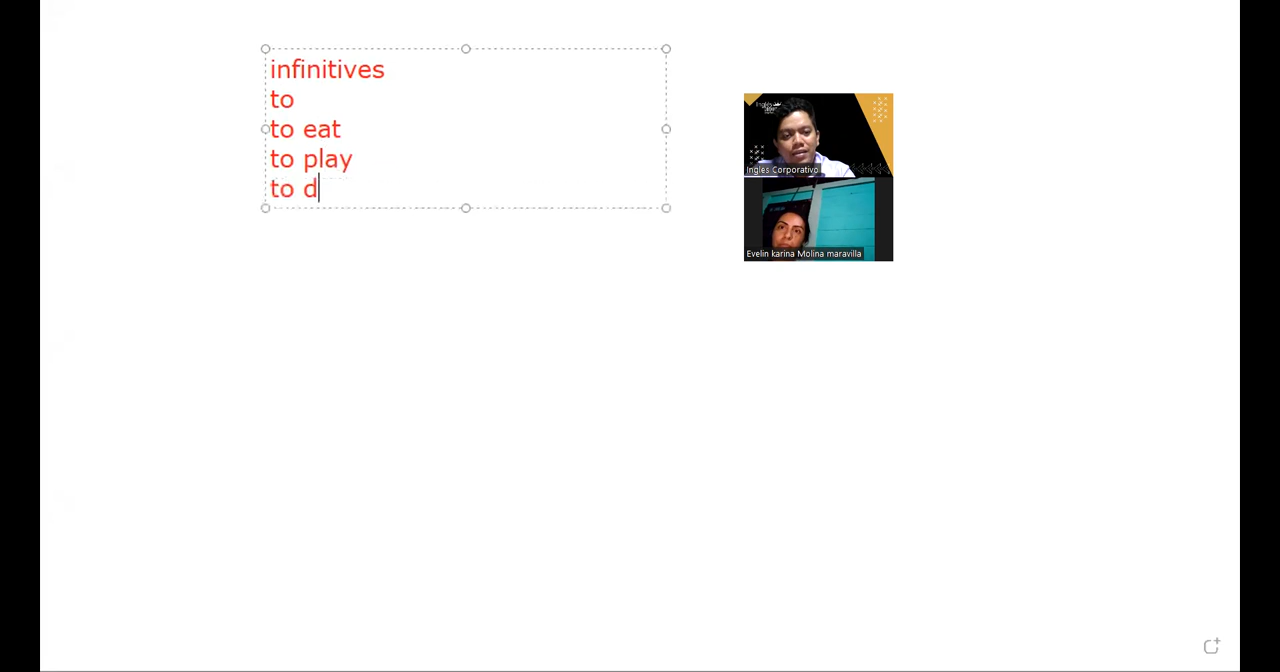 infinitives
to
to eat
to play
to d
Ingles Corporativo
Evelin karina Molina maravilla